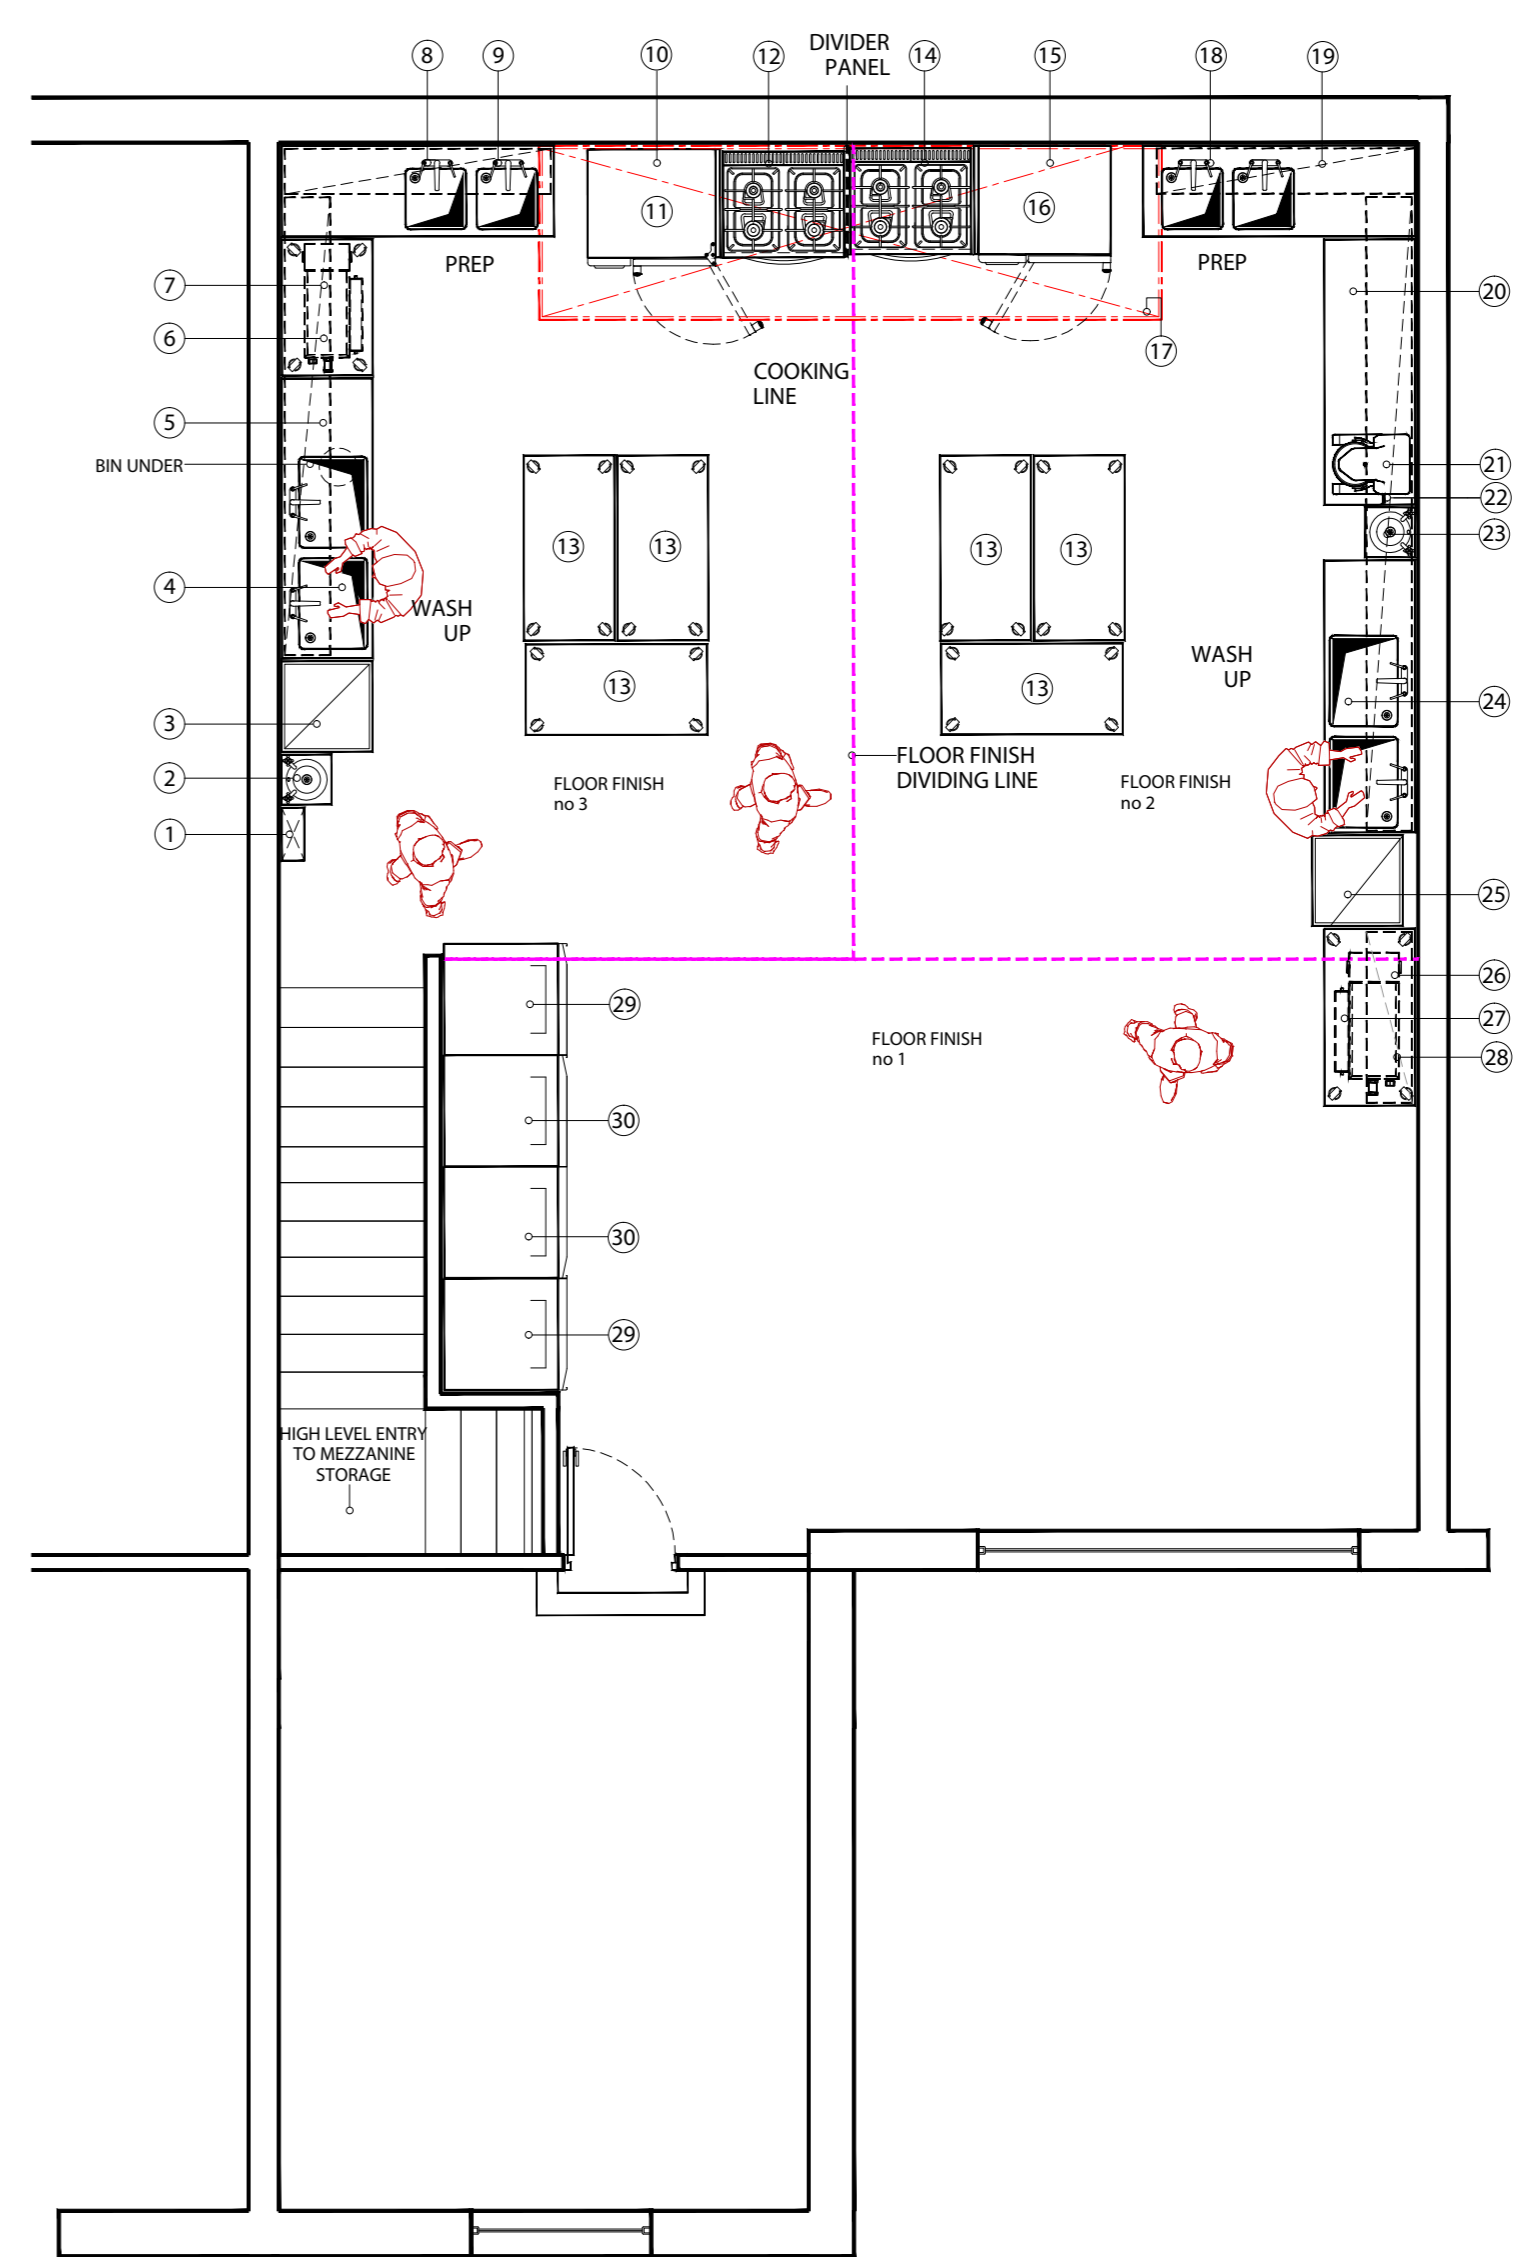 8
9
10
12
DIVIDER
PANEL
14
15
18
19
11
16
PREP
PREP
7
6
17
20
COOKING
LINE
5
BIN UNDER
21
22
23
13
13
13
13
4
WASH
UP
WASH
UP
13
13
24
3
2
FLOOR FINISH
DIVIDING LINE
FLOOR FINISH
no 3
FLOOR FINISH
no 2
1
25
26
29
27
FLOOR FINISH
no 1
28
30
30
29
HIGH LEVEL ENTRY
TO MEZZANINE
STORAGE